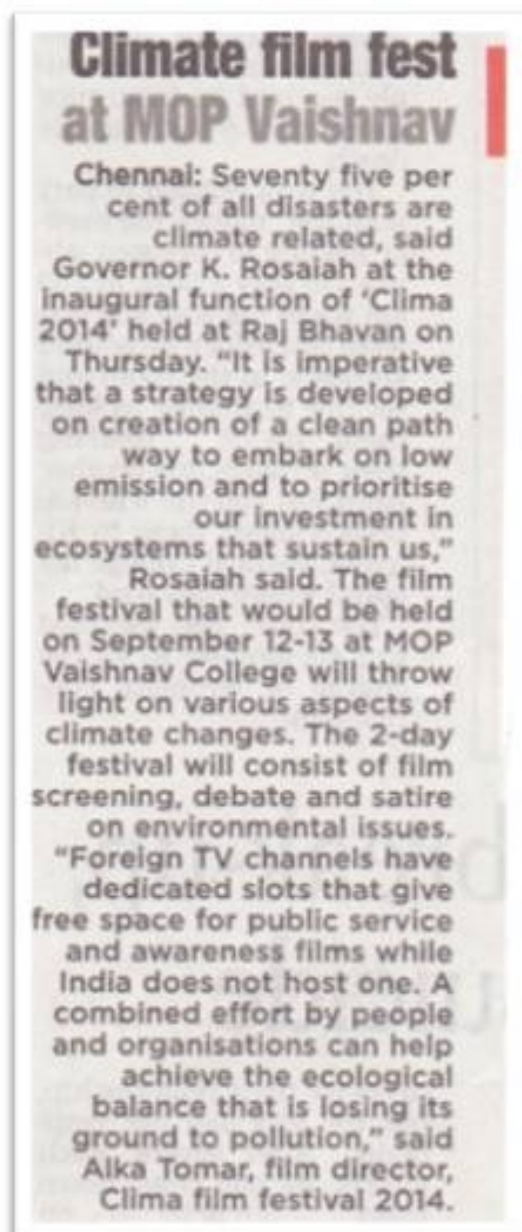 Climate film fest
at MOP Vaishnav
Chennai: Seventy five per
cent of all disasters are
climate related, said
Governor K. Rosaiah at the
inaugural function of ‘Clima
2014’ held at Raj Bhavan on
Thursday. “It is imperative
that a strategy is developed
on creation of a clean path
way to embark on low
emission and to prioritise
our investment in
ecosystems that sustain us,”
Rosaiah said. The film
festival that would be held
on September 12-13 at MOP
Vaishnav College will throw
light on various aspects of
climate changes. The 2-day
festival will consist of film
screening, debate and satire
on environmental issues.
“Foreign TV channels have
dedicated slots that give
free space for public service
and awareness films while
India does not host one. A
combined effort by people
and organisations can help
achieve the ecological
balance that is losing its
ground to pollution,” said
Alka Tomar, film director,
Clima film festival 2014.